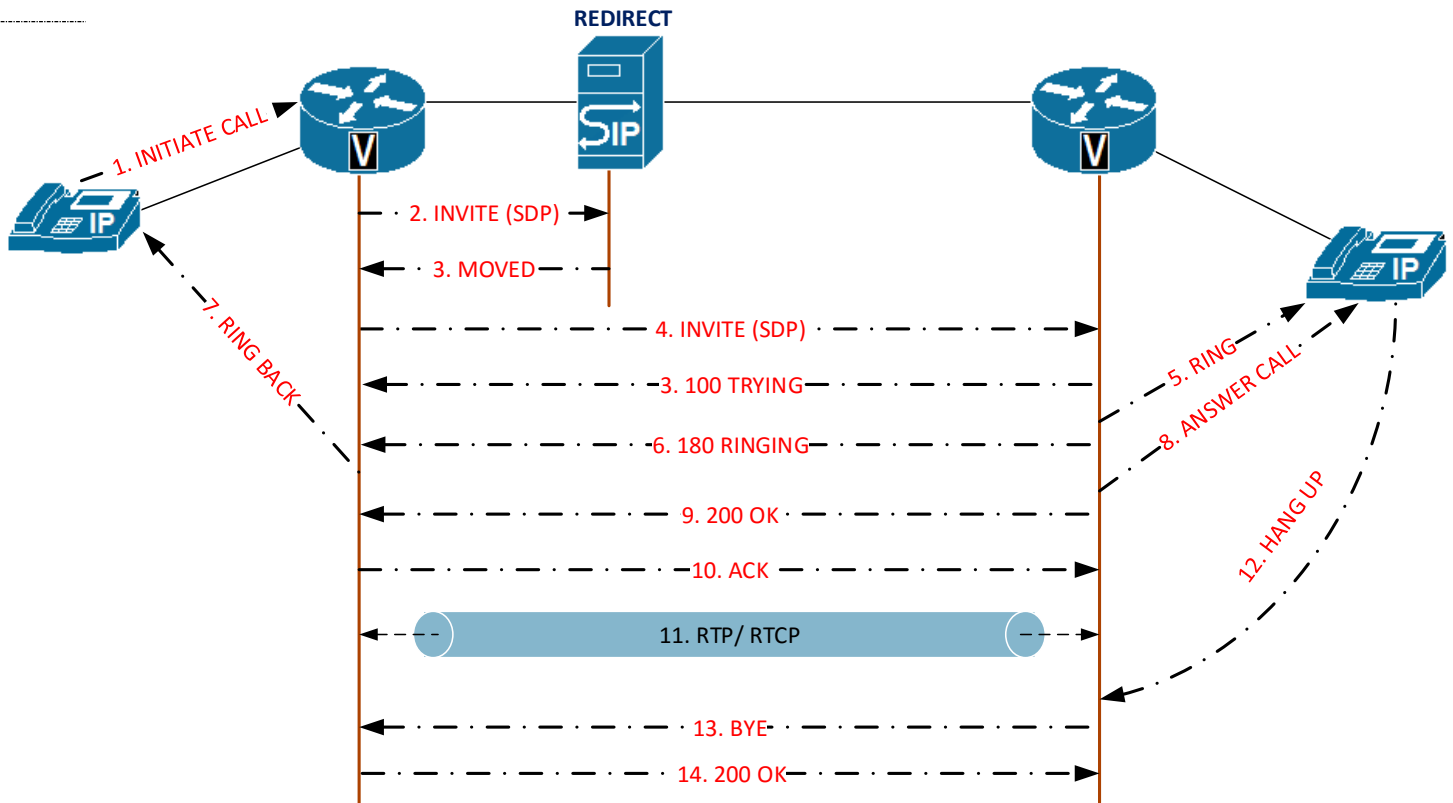 REDIRECT
SIP
1. INITIATE CALL
V
V
IP
2. INVITE (SDP)
3. MOVED
IP
7. RING BACK
4. INVITE (SDP)
5. RING
3. 100 TRYING
8. ANSWER CALL
6. 180 RINGING
9. 200 OK
12. HANG UP
10. ACK
11. RTP/ RTCP
13. BYE
14. 200 OK